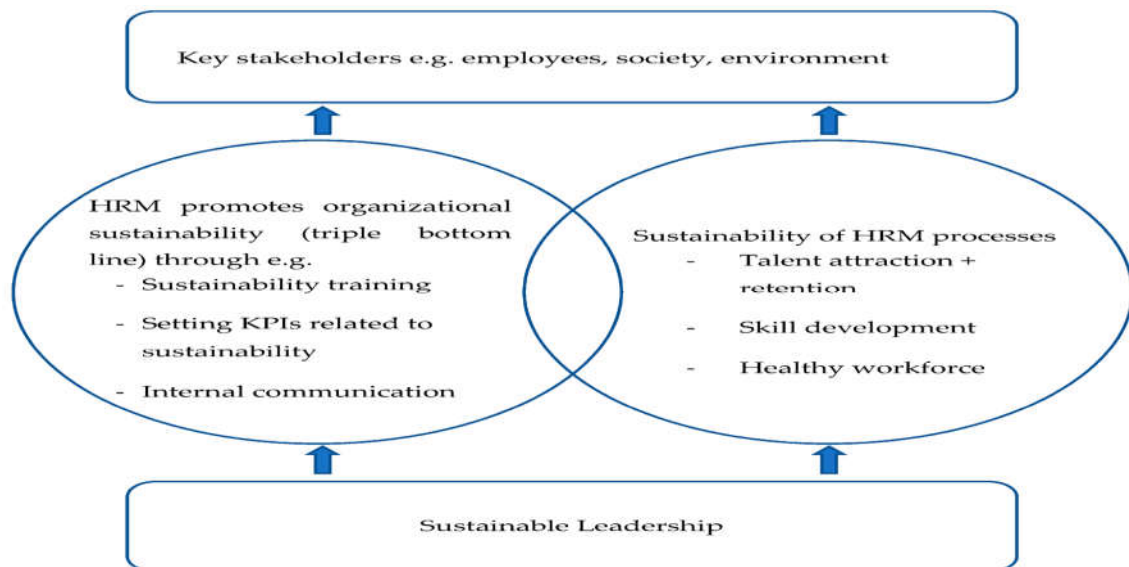 Key stakeholders e.g. employees, society, environment
HRM promotes organizational
sustainability (triple bottom
line) through e.g.
- Sustainability training
- Setting KPIs related to
sustainability
- Internal communication
Sustainability of HRM processes
- Talent attraction +
retention
- Skill development
- Healthy workforce
Sustainable Leadership